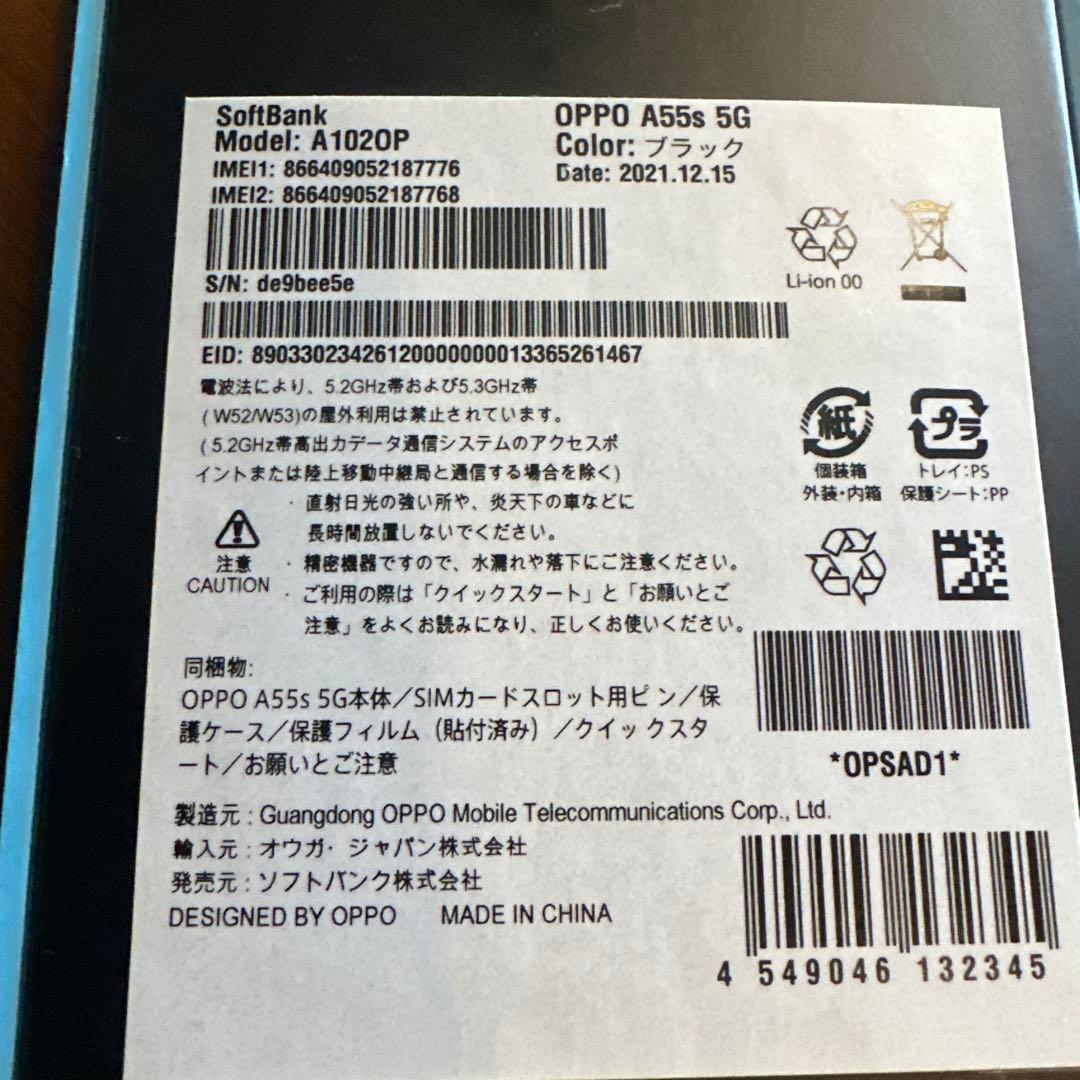 SoftBank
Model: A102OP
IMEI1: 866409052187776
IMEI2: 866409052187768
OPPO A55s 5G
Color: ブラック
Date: 2021.12.15
S/N: de9bee5e
Li-ion 00
EID: 89033023426120000000013365261467
電波法により、5.2GHz帯および5.3GHz帯
( W52/W53)の屋外利用は禁止されています。
( 5.2GHz帯高出力データ通信システムのアクセスポ
イントまたは陸上移動中継局と通信する場合を除く)
注意
CAUTION
・ 直射日光の強い所や、炎天下の車などに
長時間放置しないでください。
・ 精密機器ですので、水濡れや落下にご注意ください。
・ ご利用の際は「クイックスタート」と「お願いとご
注意」をよくお読みになり、正しくお使いください。
紙
個装箱
外装・内箱
プラ
トレイ:PS
保護シート:PP
同梱物:
OPPO A55s 5G本体／SIMカードスロット用ピン／保
護ケース／保護フィルム（貼付済み）／クイックスタ
ート／お願いとご注意
*OPSAD1*
製造元 : Guangdong OPPO Mobile Telecommunications Corp., Ltd.
輸入元 : オウガ・ジャパン株式会社
発売元 : ソフトバンク株式会社
DESIGNED BY OPPO MADE IN CHINA
4 549046 132345